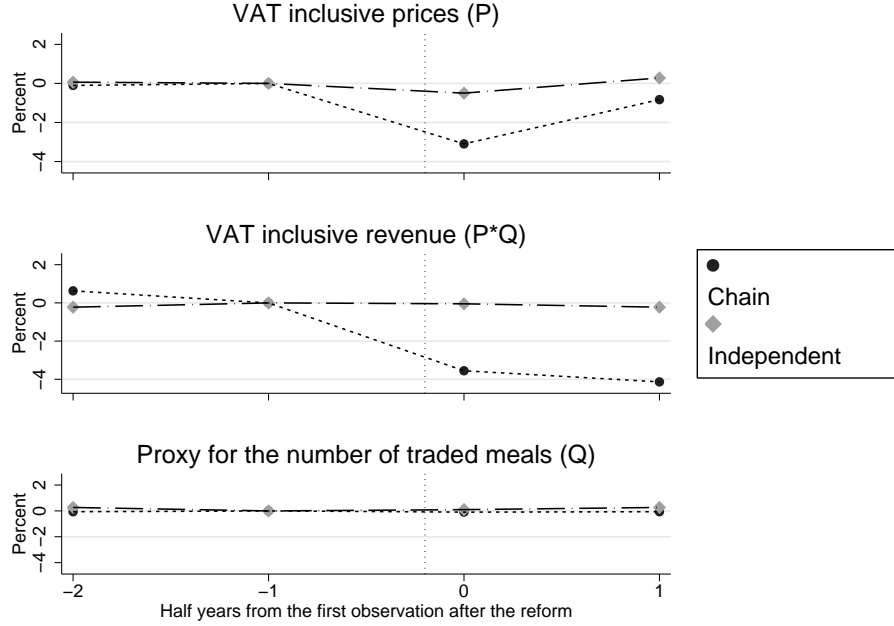 VAT inclusive prices (P)
Percent
2
0
−2
−4
VAT inclusive revenue (P*Q)
Percent
2
0
−2
−4
Chain
Independent
Proxy for the number of traded meals (Q)
Percent
2
0
−2
−4
−2
−1
0
1
Half years from the first observation after the reform